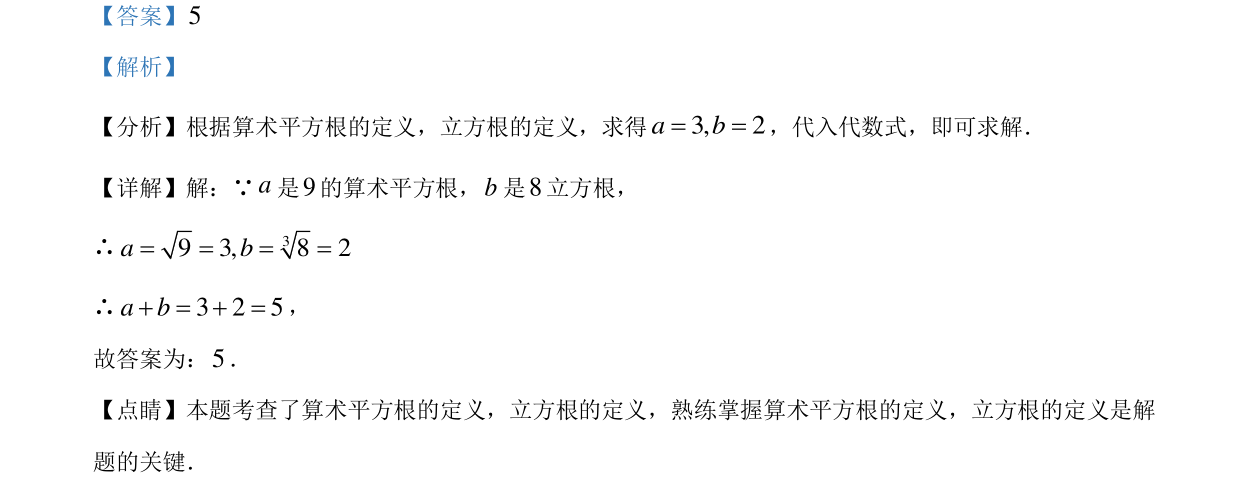 【答案】5
【解析】
【分析】根据算术平方根的定义，立方根的定义，求得 a = 3, b = 2，代入代数式，即可求解．
【详解】解：∵ a 是 9 的算术平方根， b 是 8 立方根，
∴ a = √9 = 3, b = ∛8 = 2
∴ a + b = 3 + 2 = 5，
故答案为： 5．
【点睛】本题考查了算术平方根的定义，立方根的定义，熟练掌握算术平方根的定义，立方根的定义是解
题的关键．